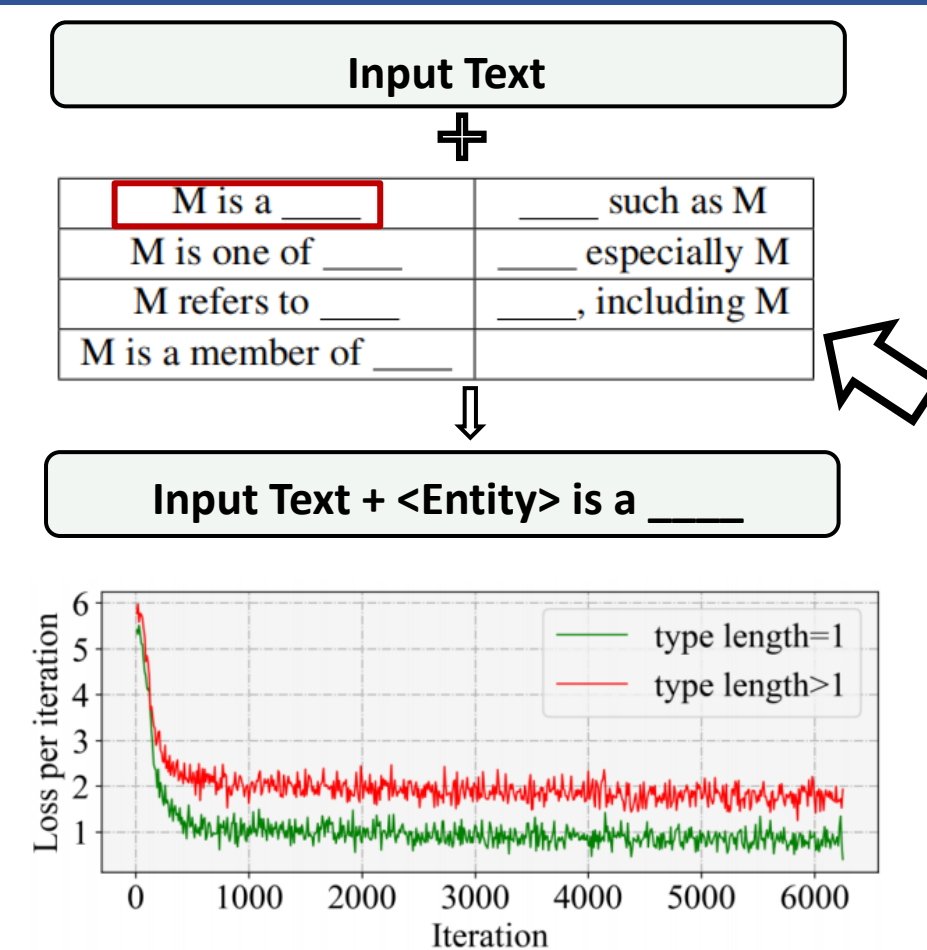 Input Text
M is a ____ ____ such as M
M is one of ____ ____ especially M
M refers to ____ ____, including M
M is a member of ____
Input Text + <Entity> is a ____
6
5
4
3
2
1
Loss per iteration
type length=1
type length>1
0 1000 2000 3000 4000 5000 6000
Iteration